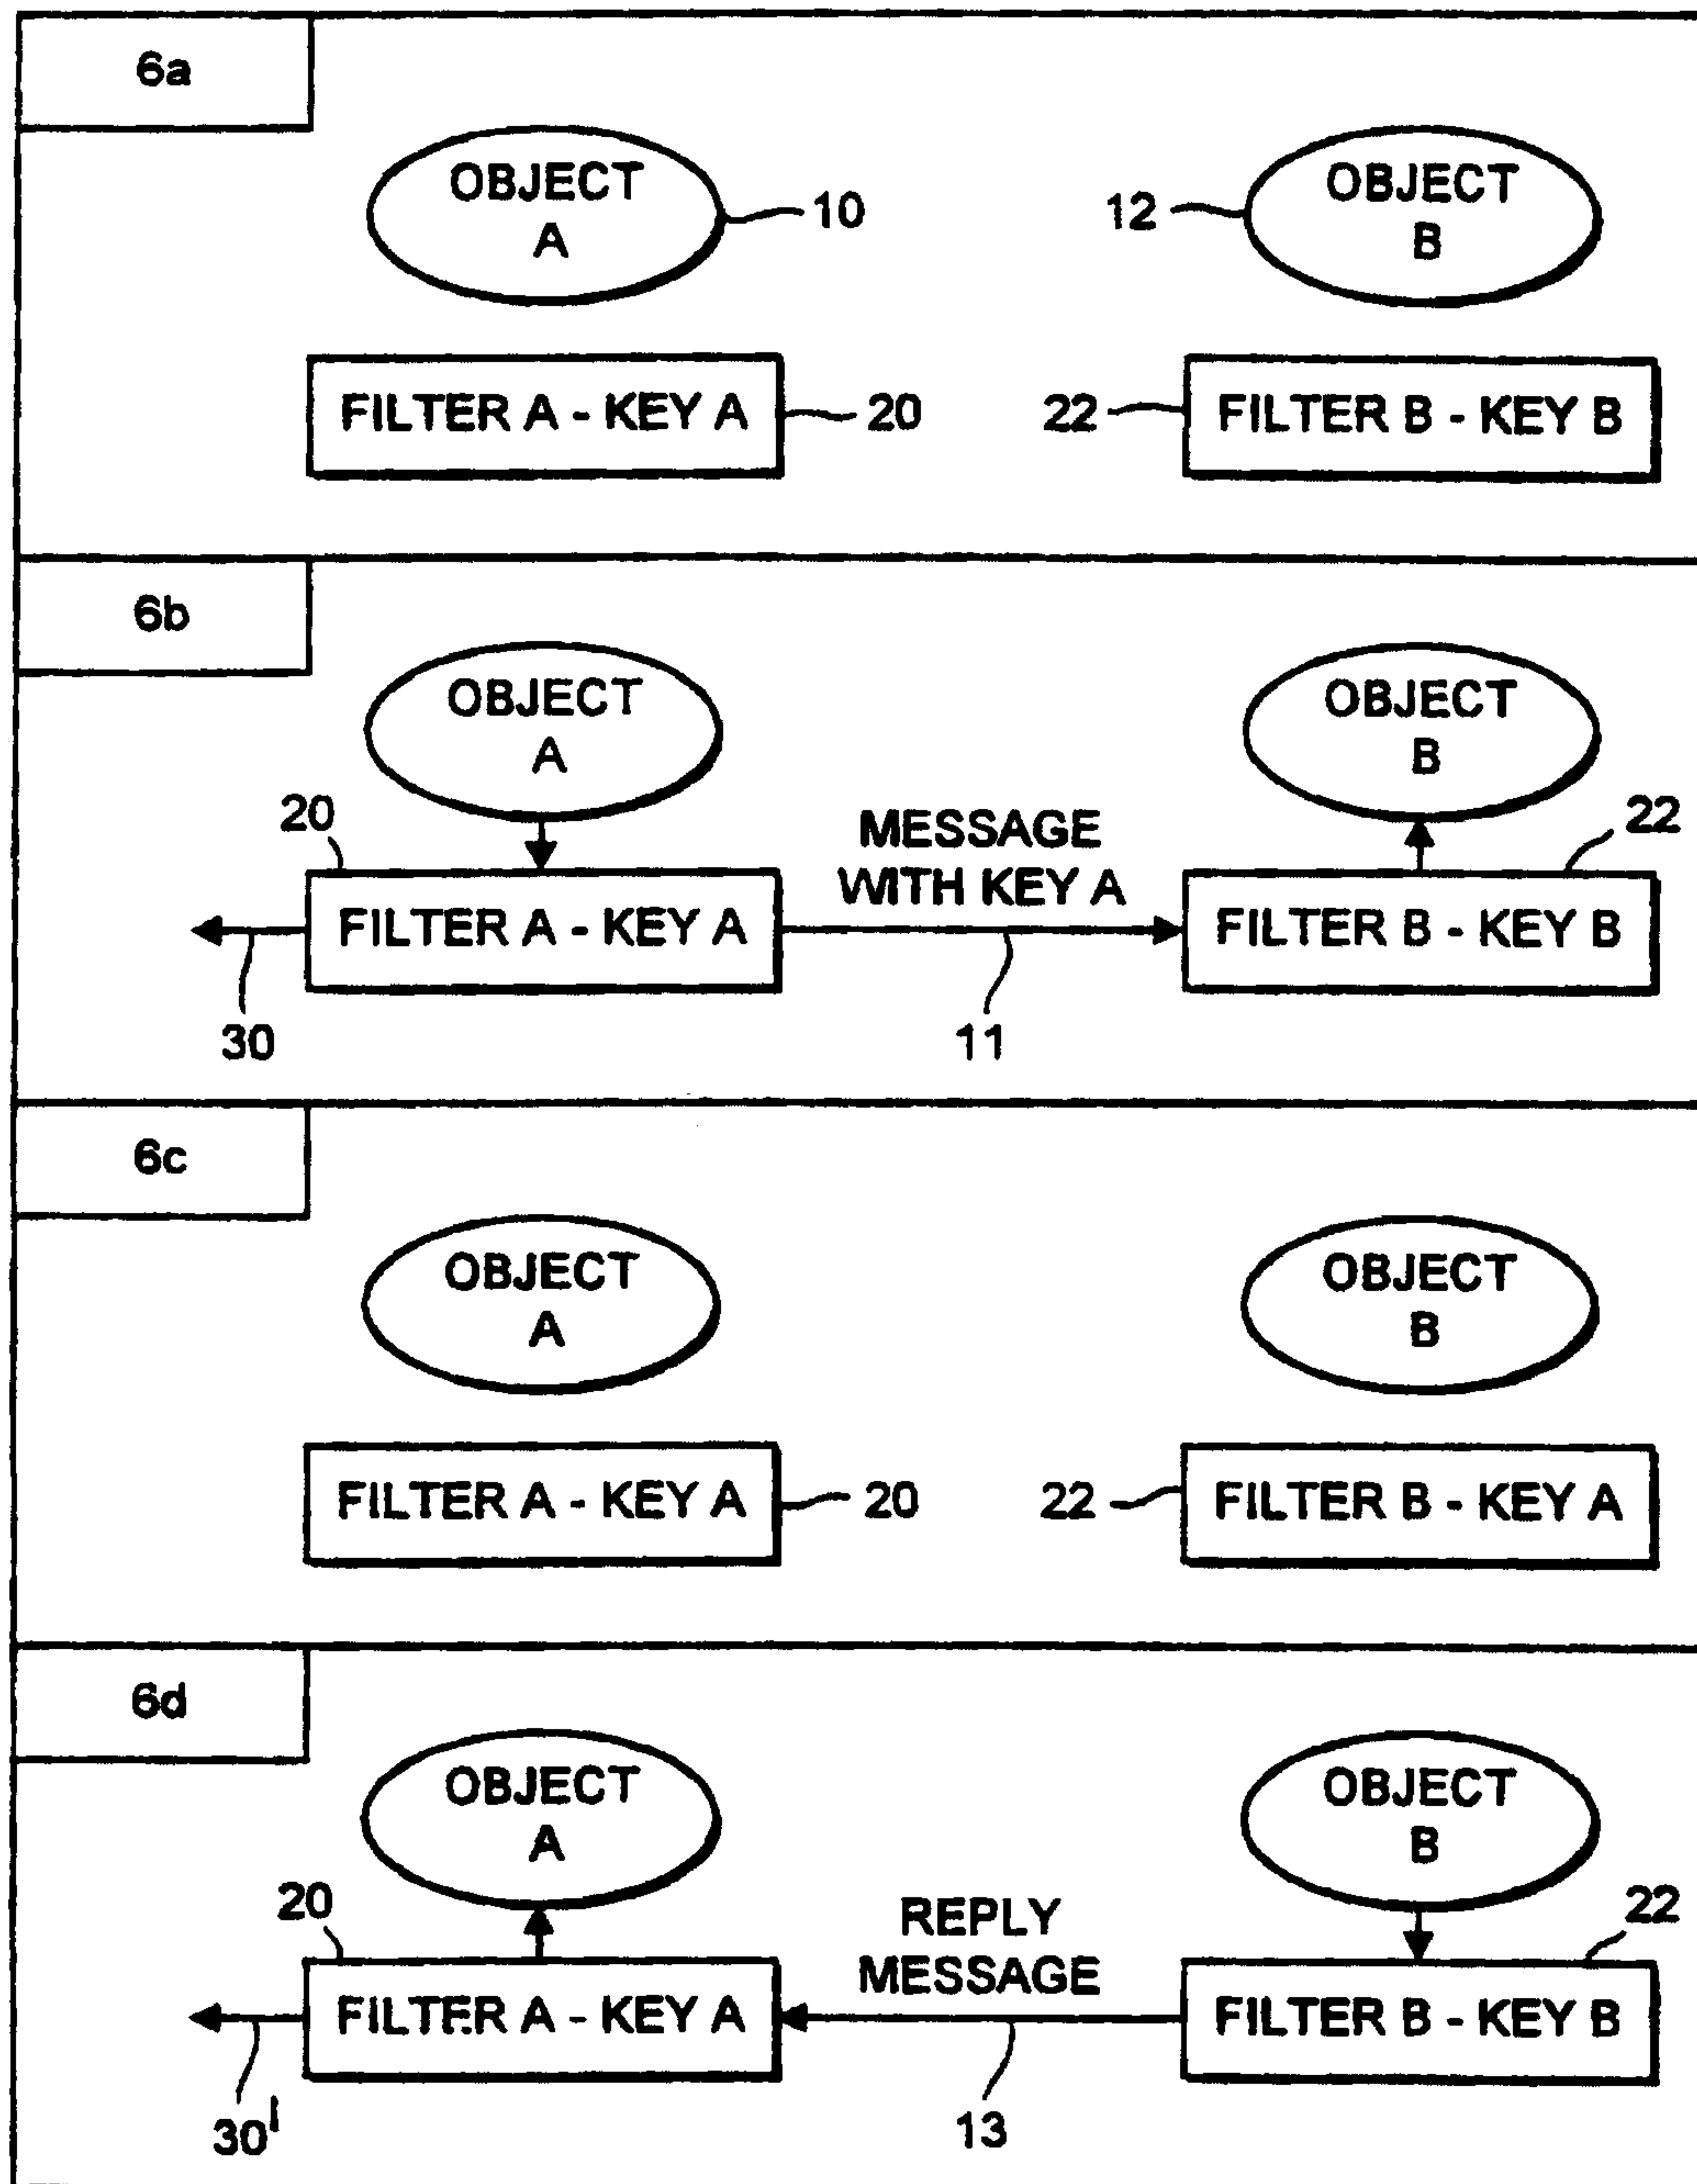 6a
OBJECT
A
10
12
OBJECT
B
FILTER A - KEY A
20
22
FILTER B - KEY B
6b
OBJECT
A
OBJECT
B
20
MESSAGE
WITH KEY A
22
FILTER A - KEY A
FILTER B - KEY B
30
11
6c
OBJECT
A
OBJECT
B
FILTER A - KEY A
20
22
FILTER B - KEY A
6d
OBJECT
A
OBJECT
B
20
REPLY
MESSAGE
22
FILTER A - KEY A
FILTER B - KEY B
30'
13